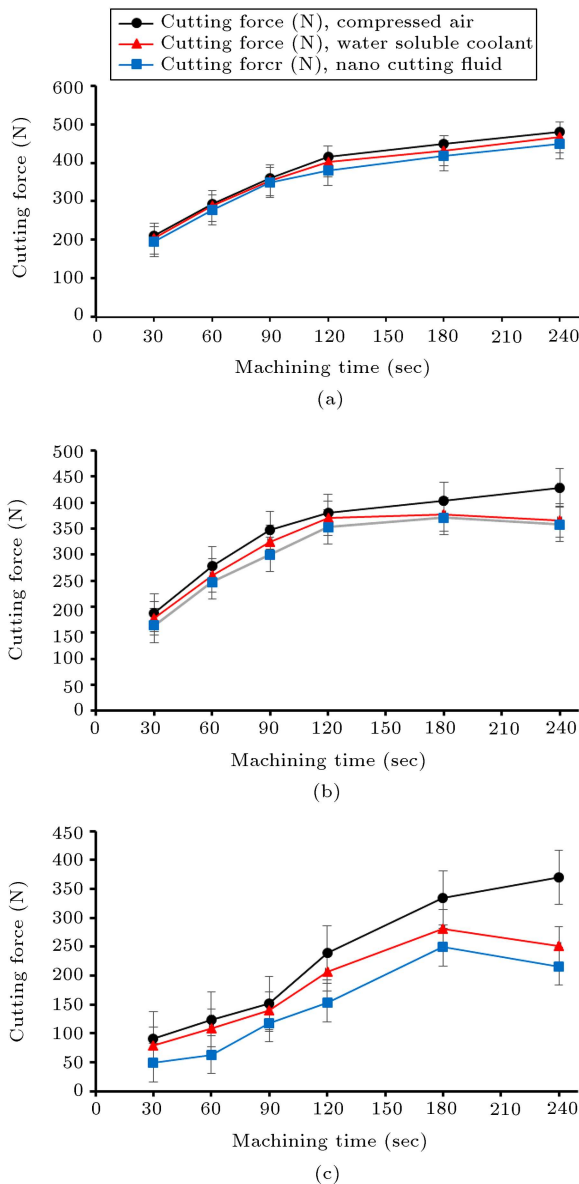 Cutting force (N), compressed air
Cutting force (N), water soluble coolant
Cutting forcr (N), nano cutting fluid
600
500
400
300
200
100
0
Cutting force (N)
0 30 60 90 120 150 180 210 240
Machining time (sec)
(a)
500
450
400
350
300
250
200
150
100
50
0
Cutting force (N)
0 30 60 90 120 180 210 240
Machining time (sec)
(b)
450
400
350
300
250
200
150
100
50
0
Cutting force (N)
0 30 60 90 120 150 180 210 240
Machining time (sec)
(c)